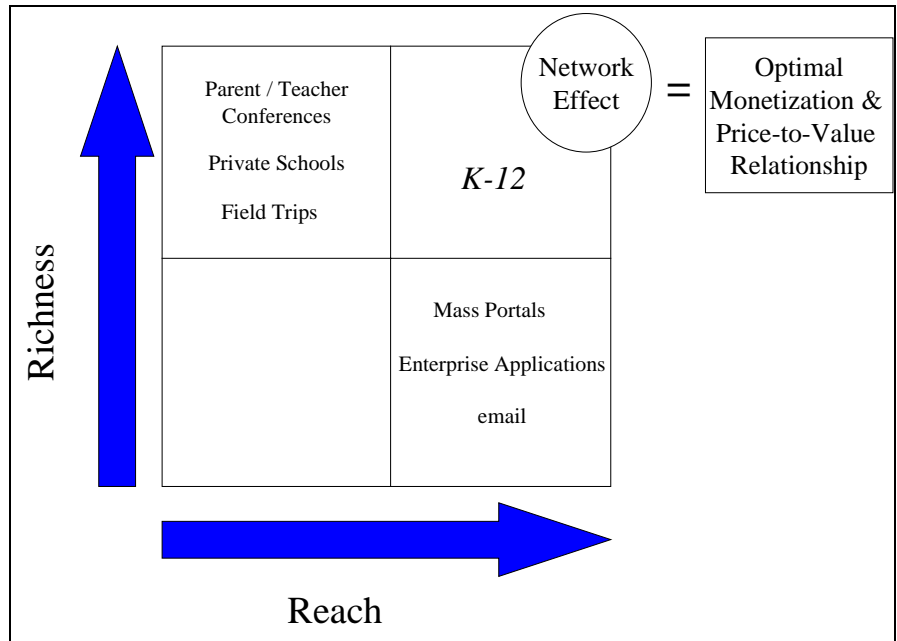 Parent / Teacher
Conferences
Private Schools
Field Trips
K-12
Network
Effect
=
Optimal
Monetization &
Price-to-Value
Relationship
Mass Portals
Enterprise Applications
email
Richness
Reach